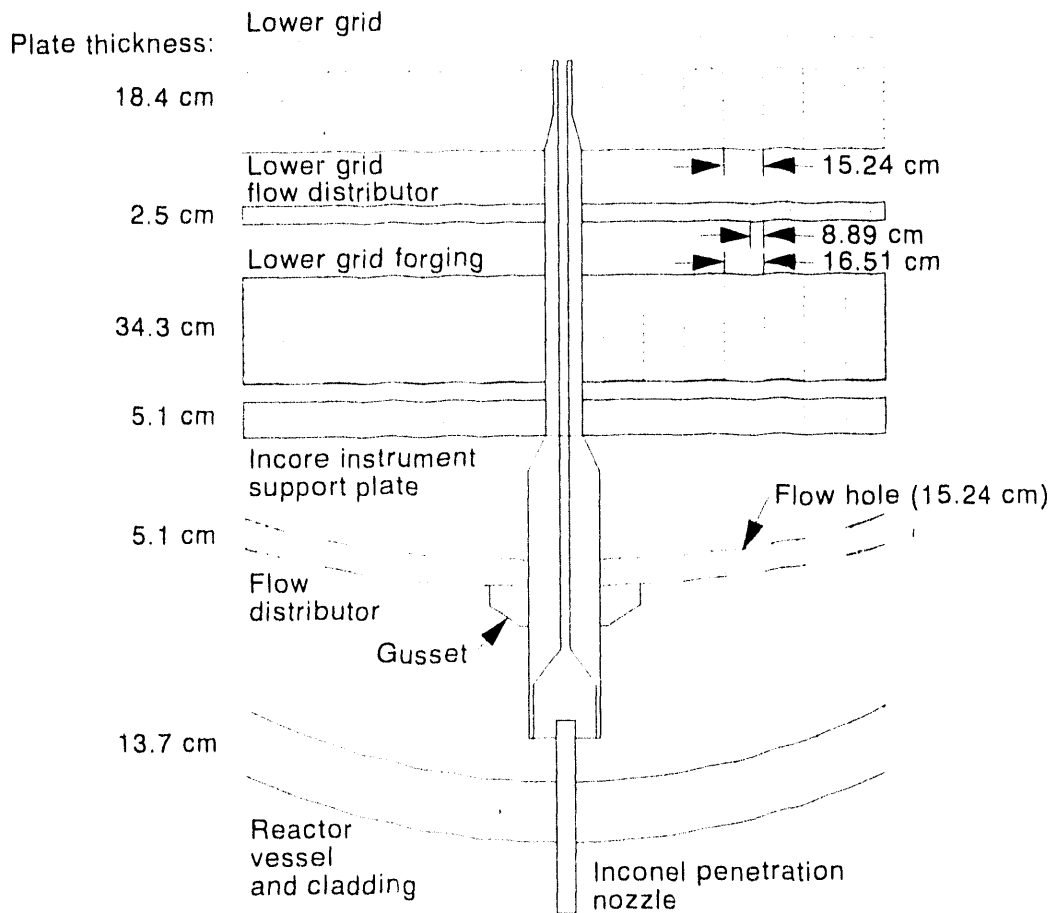 Lower grid
Plate thickness:
18.4 cm
Lower grid
flow distributor
15.24 cm
2.5 cm
8.89 cm
Lower grid forging
16.51 cm
34.3 cm
5.1 cm
Incore instrument
support plate
Flow hole (15.24 cm)
5.1 cm
Flow
distributor
Gusset
13.7 cm
Reactor
vessel
and cladding
Inconel penetration
nozzle